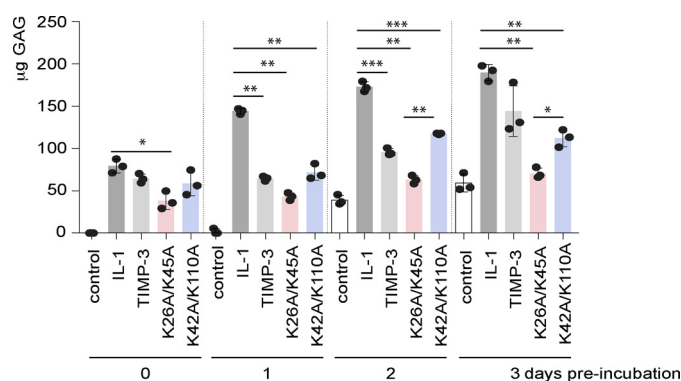 250
200
150
100
50
0
µg GAG
*
**
**
**
***
**
***
**
**
**
*
control
IL-1
TIMP-3
K26A/K45A
K42A/K110A
control
IL-1
TIMP-3
K26A/K45A
K42A/K110A
control
IL-1
TIMP-3
K26A/K45A
K42A/K110A
control
IL-1
TIMP-3
K26A/K45A
K42A/K110A
0 1 2 3 days pre-incubation